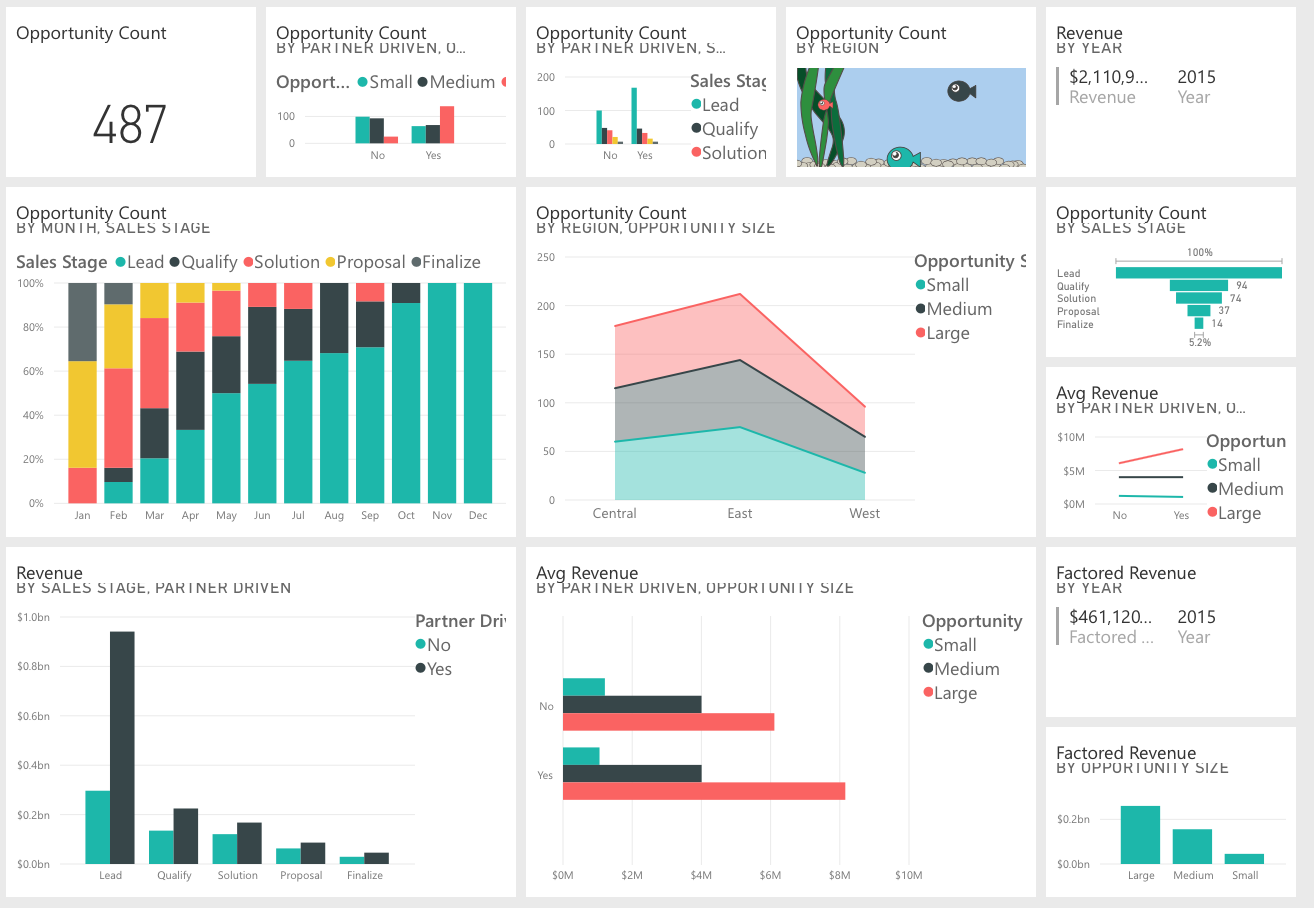 Opportunity Count
487
Opportunity Count
BY PARTNER DRIVEN, O...
Opport... Small Medium
100
0
No Yes
Opportunity Count
BY PARTNER DRIVEN, S...
200
100
0
No Yes
Sales Stag
Lead
Qualify
Solution
Opportunity Count
BY REGION
Revenue
BY YEAR
$2,110,9... 2015
Revenue Year
Opportunity Count
BY MONTH, SALES STAGE
Sales Stage Lead Qualify Solution Proposal Finalize
100%
80%
60%
40%
20%
0%
Jan Feb Mar Apr May Jun Jul Aug Sep Oct Nov Dec
Opportunity Count
BY REGION, OPPORTUNITY SIZE
250
200
150
100
50
0
Central East West
Opportunity S
Small
Medium
Large
Opportunity Count
BY SALES STAGE
100%
Lead
Qualify 94
Solution 74
Proposal 37
Finalize 14
5.2%
Avg Revenue
BY PARTNER DRIVEN, O...
$10M
$5M
$0M
No Yes
Opportun
Small
Medium
Large
Revenue
BY SALES STAGE, PARTNER DRIVEN
$1.0bn
$0.8bn
$0.6bn
$0.4bn
$0.2bn
$0.0bn
Lead Qualify Solution Proposal Finalize
Partner Driv
No
Yes
Avg Revenue
BY PARTNER DRIVEN, OPPORTUNITY SIZE
No
Yes
$0M $2M $4M $6M $8M $10M
Opportunity
Small
Medium
Large
Factored Revenue
BY YEAR
$461,120... 2015
Factored ... Year
Factored Revenue
BY OPPORTUNITY SIZE
$0.2bn
$0.0bn
Large Medium Small